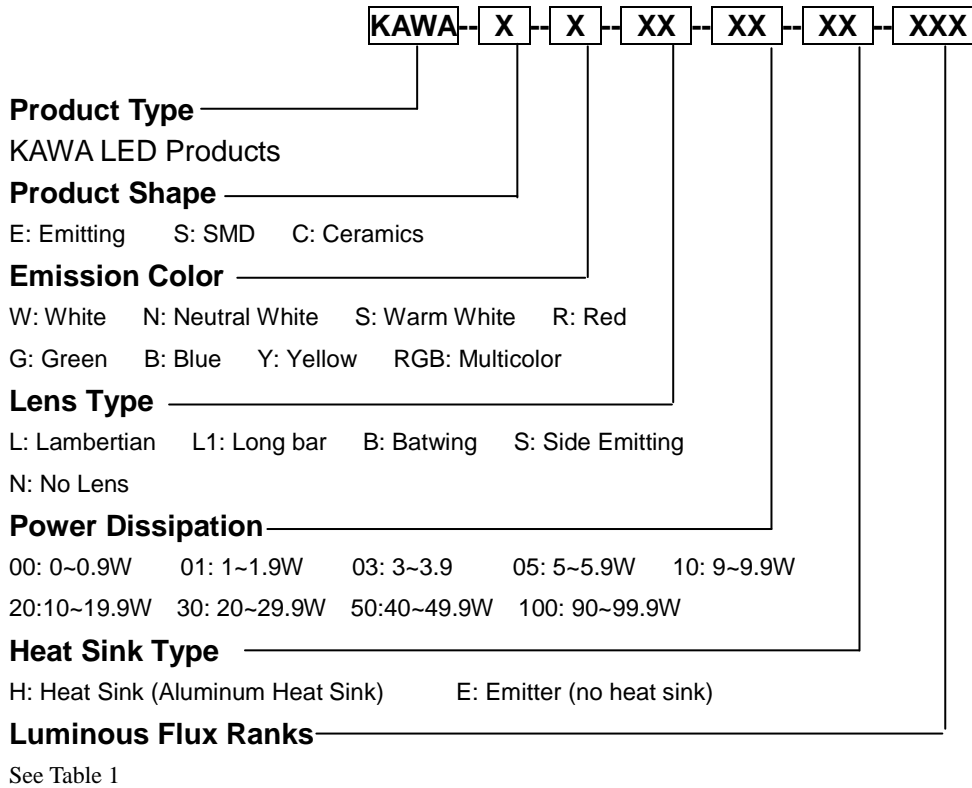 KAWA-- X -- X -- XX -- XX -- XX -- XXX
Product Type
KAWA LED Products
Product Shape
E: Emitting S: SMD C: Ceramics
Emission Color
W: White N: Neutral White S: Warm White R: Red
G: Green B: Blue Y: Yellow RGB: Multicolor
Lens Type
L: Lambertian L1: Long bar B: Batwing S: Side Emitting
N: No Lens
Power Dissipation
00: 0~0.9W 01: 1~1.9W 03: 3~3.9 05: 5~5.9W 10: 9~9.9W
20:10~19.9W 30: 20~29.9W 50:40~49.9W 100: 90~99.9W
Heat Sink Type
H: Heat Sink (Aluminum Heat Sink) E: Emitter (no heat sink)
Luminous Flux Ranks
See Table 1